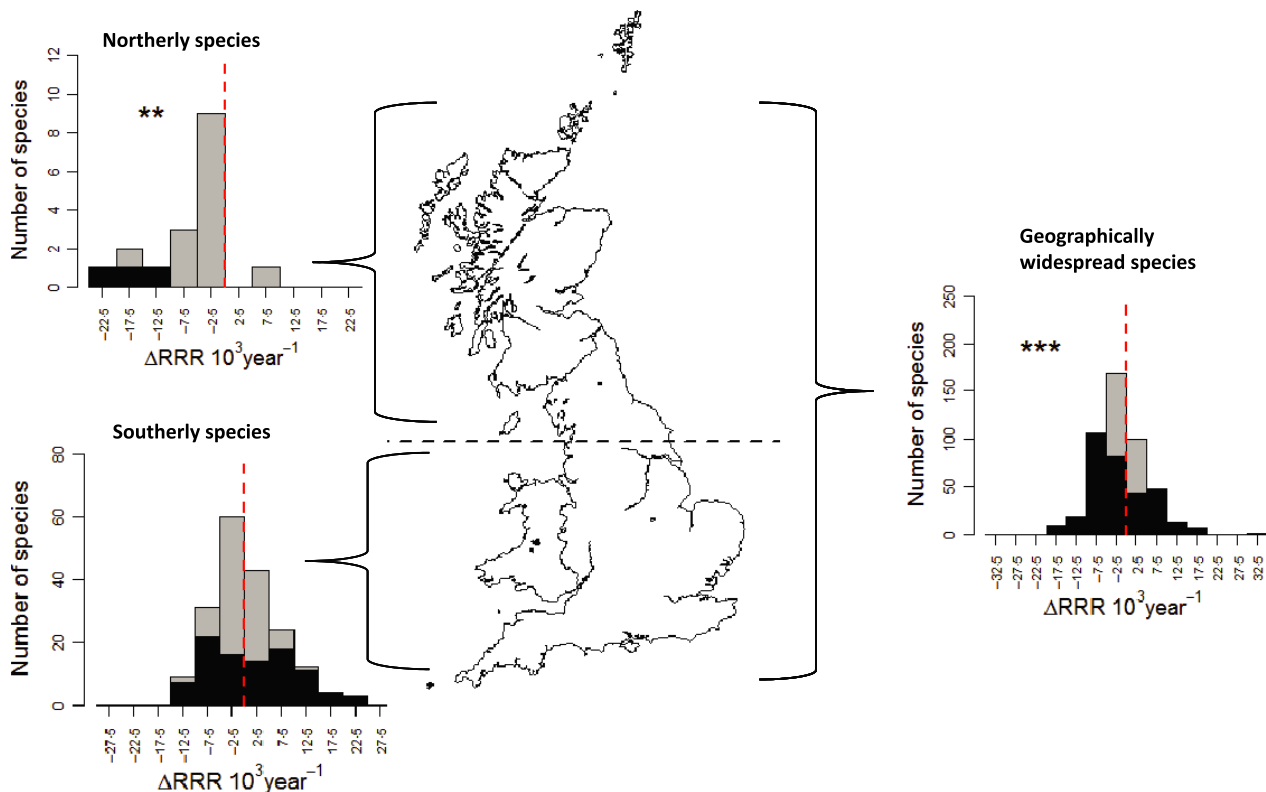 Northerly species
Number of species
12
10
8
6
4
2
0
**
−22·5 −17·5 −12·5 −7·5 −2·5 2·5 7·5 12·5 17·5 22·5
ΔRRR 10³year⁻¹
Southerly species
Number of species
80
60
40
20
0
−27·5 −22·5 −17·5 −12·5 −7·5 −2·5 2·5 7·5 12·5 17·5 22·5 27·5
ΔRRR 10³year⁻¹
Geographically
widespread species
Number of species
250
200
150
100
50
0
***
−32·5 −27·5 −22·5 −17·5 −12·5 −7·5 −2·5 2·5 7·5 12·5 17·5 22·5 27·5 32·5
ΔRRR 10³year⁻¹